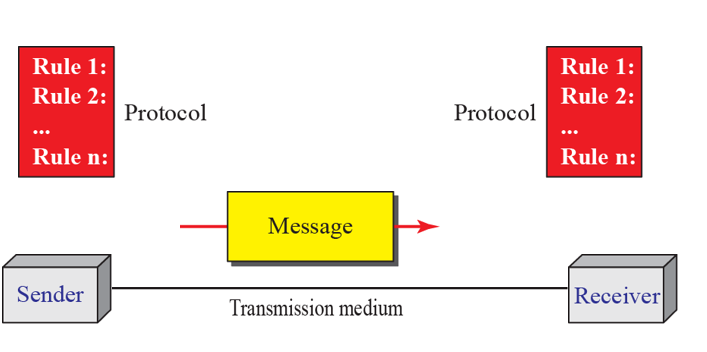 Rule 1:
Rule 2:
...
Rule n:
Protocol
Protocol
Rule 1:
Rule 2:
...
Rule n:
Message
Sender
Transmission medium
Receiver